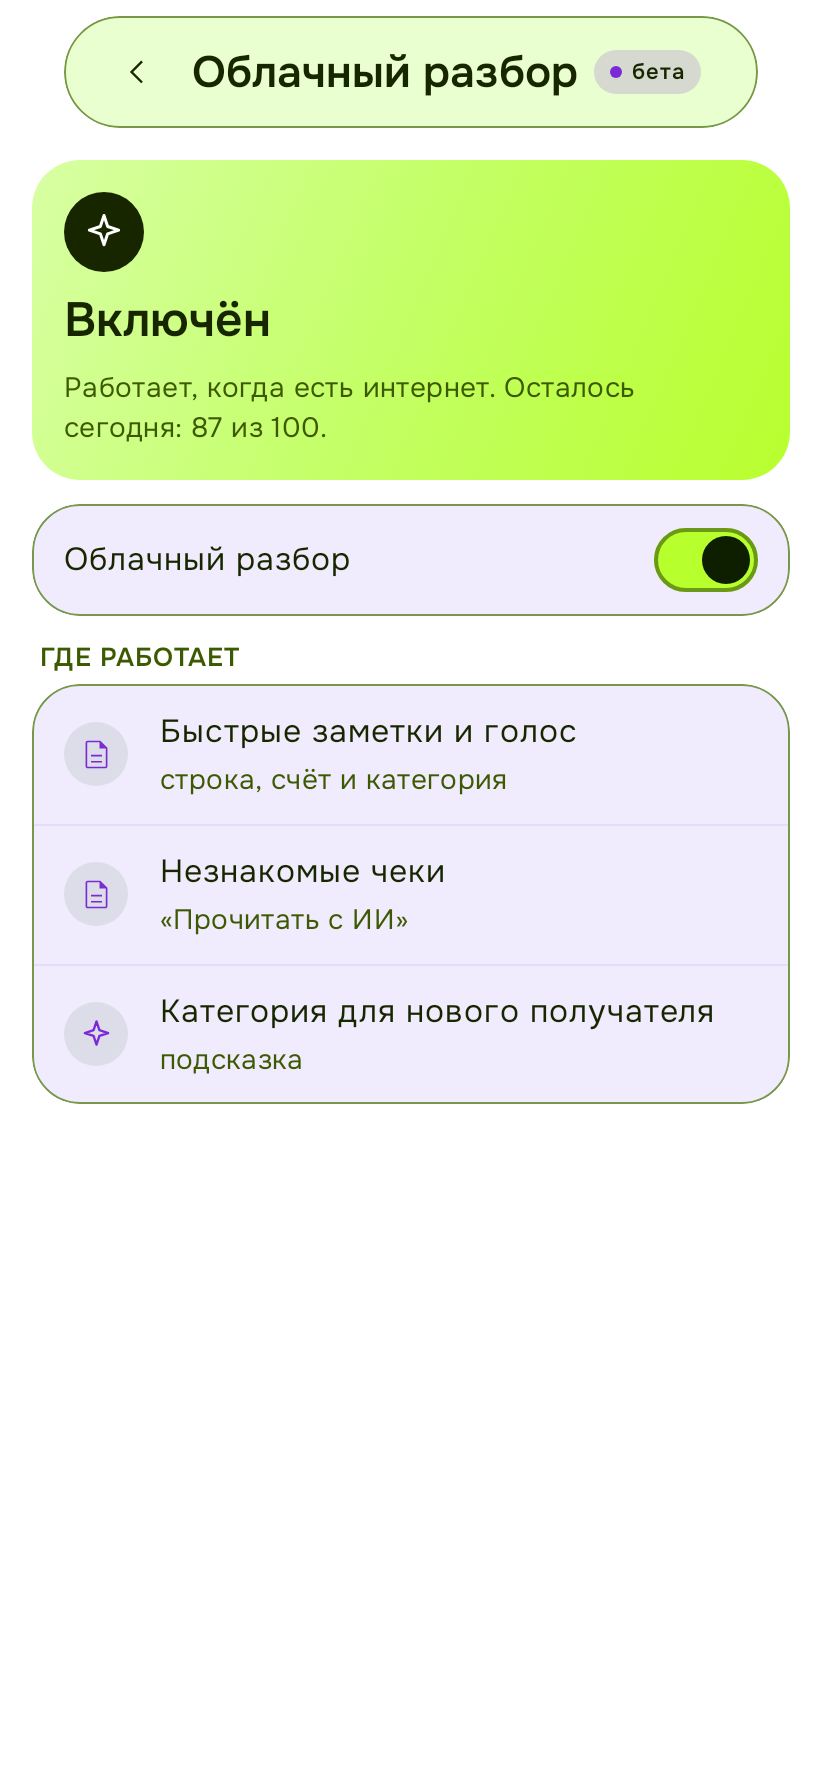 Облачный разбор
бета
Включён
Работает, когда есть интернет. Осталось
сегодня: 87 из 100.
Облачный разбор
ГДЕ РАБОТАЕТ
Быстрые заметки и голос
строка, счёт и категория
Незнакомые чеки
«Прочитать с ИИ»
Категория для нового получателя
подсказка